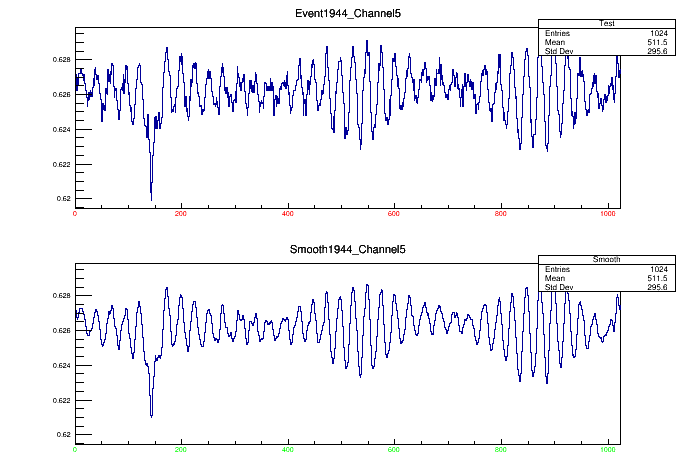 Event1944_Channel5
Test
Entries 1024
Mean 511.5
Std Dev 295.6
0.628
0.626
0.624
0.622
0.62
0 200 400 600 800 1000
Smooth1944_Channel5
Smooth
Entries 1024
Mean 511.5
Std Dev 295.6
0.628
0.626
0.624
0.622
0.62
0 200 400 600 800 1000